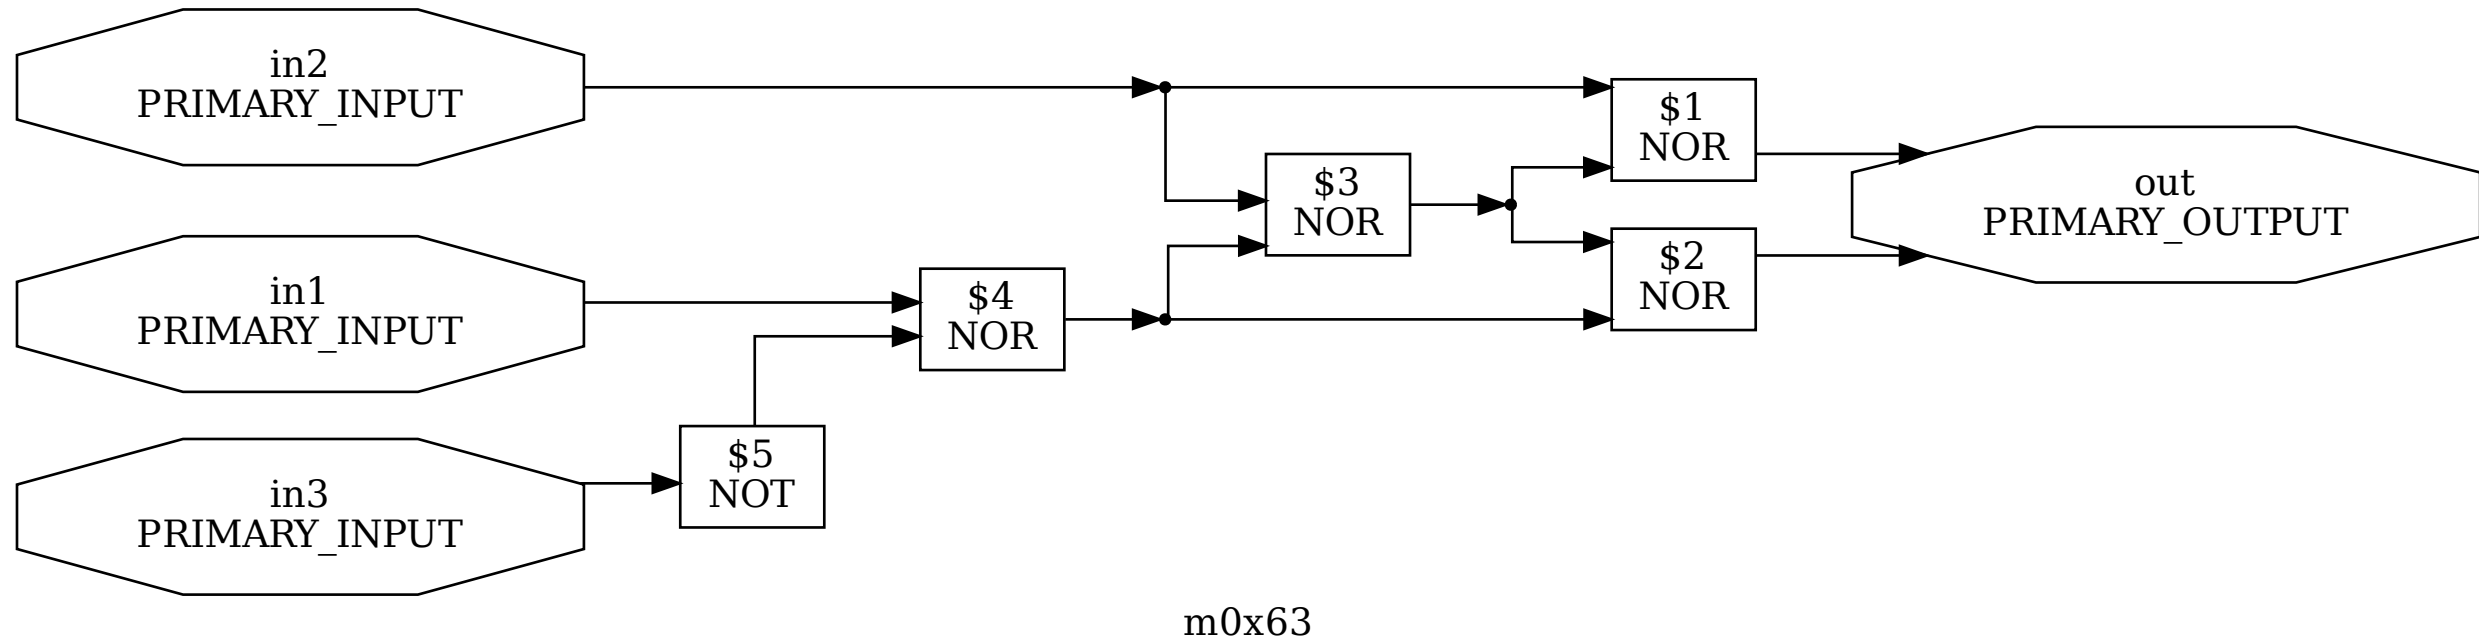 in2
PRIMARY_INPUT
$1
NOR
out
PRIMARY_OUTPUT
$3
NOR
$2
NOR
in1
PRIMARY_INPUT
$4
NOR
$5
NOT
in3
PRIMARY_INPUT
m0x63